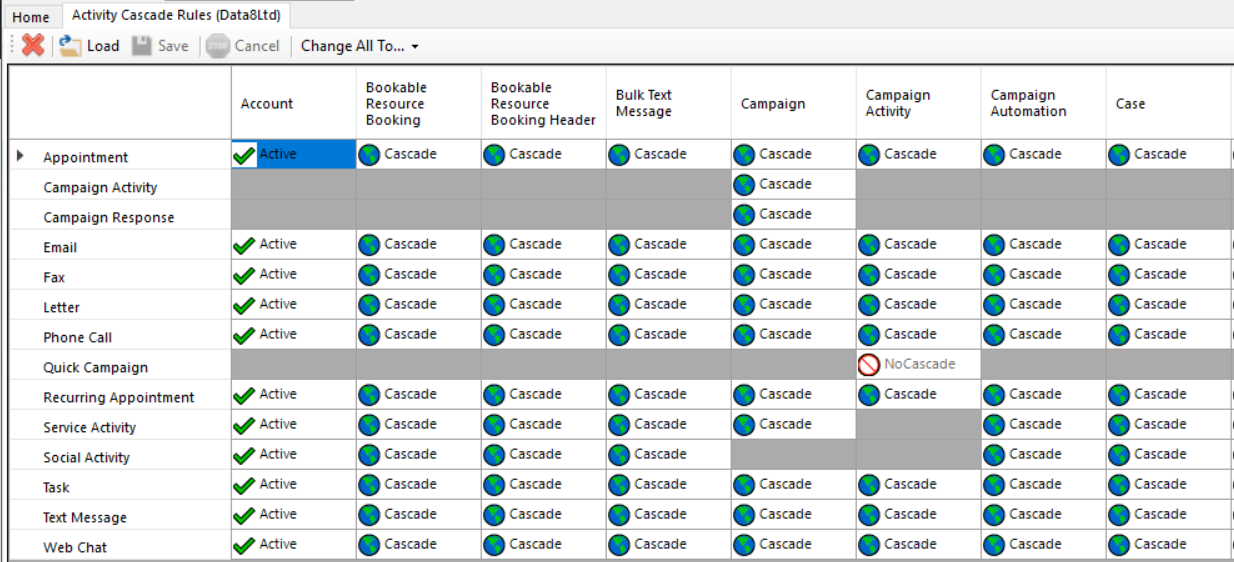 Home Activity Cascade Rules (Data8Ltd)
Load Save STOP Cancel Change All To...
Account Bookable Resource Booking Bookable Resource Booking Header Bulk Text Message Campaign Campaign Activity Campaign Automation Case
Appointment Active Cascade Cascade Cascade Cascade Cascade Cascade Cascade
Campaign Activity Cascade
Campaign Response Cascade
Email Active Cascade Cascade Cascade Cascade Cascade Cascade Cascade
Fax Active Cascade Cascade Cascade Cascade Cascade Cascade Cascade
Letter Active Cascade Cascade Cascade Cascade Cascade Cascade Cascade
Phone Call Active Cascade Cascade Cascade Cascade Cascade Cascade Cascade
Quick Campaign NoCascade
Recurring Appointment Active Cascade Cascade Cascade Cascade Cascade Cascade Cascade
Service Activity Active Cascade Cascade Cascade Cascade Cascade Cascade
Social Activity Active Cascade Cascade Cascade Cascade Cascade
Task Active Cascade Cascade Cascade Cascade Cascade Cascade Cascade
Text Message Active Cascade Cascade Cascade Cascade Cascade Cascade Cascade
Web Chat Active Cascade Cascade Cascade Cascade Cascade Cascade Cascade